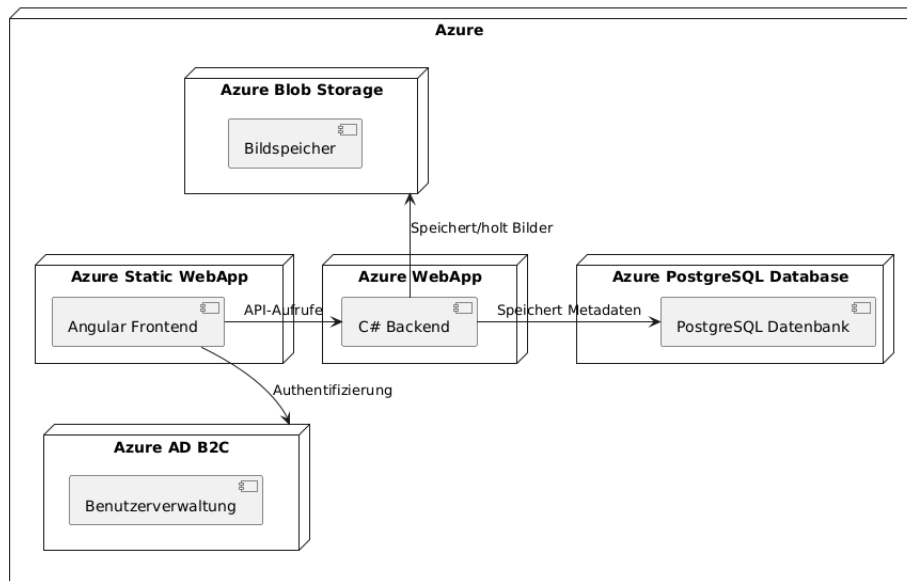 Azure
Azure Blob Storage
Bildspeicher
Speichert/holt Bilder
Azure Static WebApp
Azure WebApp
Azure PostgreSQL Database
Angular Frontend
API-Aufrufe
C# Backend
Speichert Metadaten
PostgreSQL Datenbank
Authentifizierung
Azure AD B2C
Benutzerverwaltung